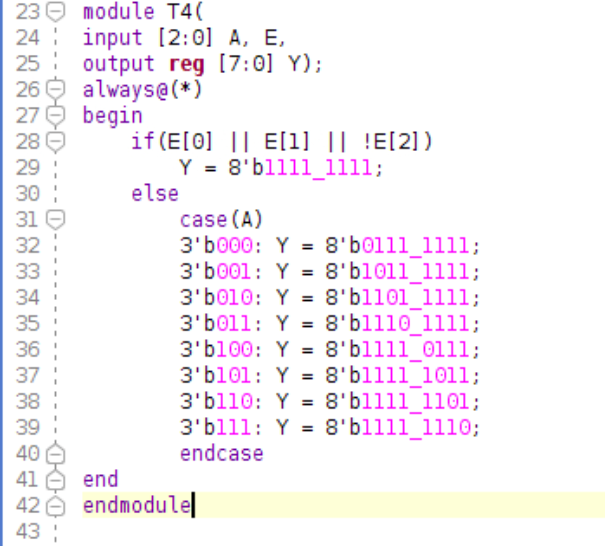 23 module T4(
24 input [2:0] A, E,
25 output reg [7:0] Y);
26 always@(*)
27 begin
28     if(E[0] || E[1] || !E[2])
29         Y = 8'b1111_1111;
30     else
31         case(A)
32         3'b000: Y = 8'b0111_1111;
33         3'b001: Y = 8'b1011_1111;
34         3'b010: Y = 8'b1101_1111;
35         3'b011: Y = 8'b1110_1111;
36         3'b100: Y = 8'b1111_0111;
37         3'b101: Y = 8'b1111_1011;
38         3'b110: Y = 8'b1111_1101;
39         3'b111: Y = 8'b1111_1110;
40         endcase
41 end
42 endmodule
43